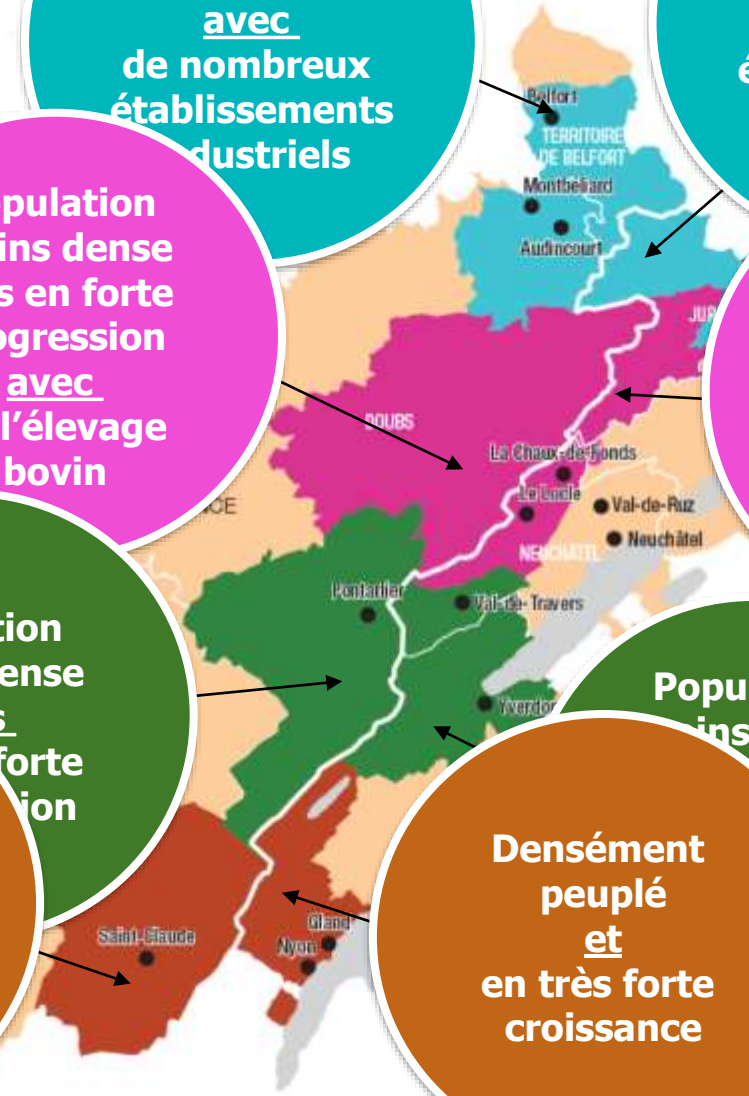 avec
de nombreux
établissements
dustriels
é
pulation
ins dense
s en forte
ogression
avec
l’élevage
bovin
tion
ense
s
forte
ion
Popu
ins
Densément
peuplé
et
en très forte
croissance
Belfort
TERRITOIRE
DE BELFORT
Montbéliard
Audincourt
JUR
DOUBS
La Chaux-de-Fonds
Le Locle
Val-de-Ruz
Neuchâtel
NEUCHÂTEL
CE
Pontarlier
Val-de-Travers
Yverdon
Saint-Claude
Gland
Nyon